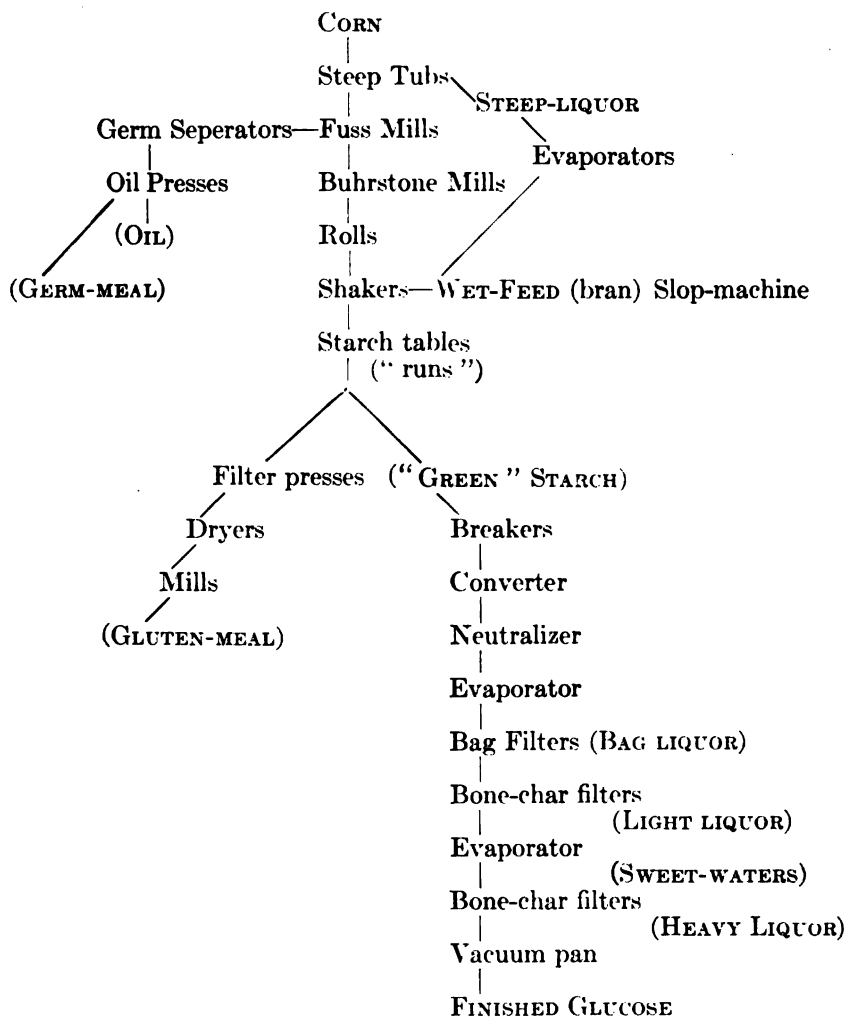 CORN
Steep Tubs
STEEP-LIQUOR
Germ Seperators—Fuss Mills
Evaporators
Oil Presses
Buhrstone Mills
(OIL)
Rolls
(GERM-MEAL)
Shakers—WET-FEED (bran) Slop-machine
Starch tables
(“ runs ”)
Filter presses
(“GREEN ” STARCH)
Dryers
Breakers
Mills
Converter
(GLUTEN-MEAL)
Neutralizer
Evaporator
Bag Filters (BAG LIQUOR)
Bone-char filters
(LIGHT LIQUOR)
Evaporator
(SWEET-WATERS)
Bone-char filters
(HEAVY LIQUOR)
Vacuum pan
FINISHED GLUCOSE